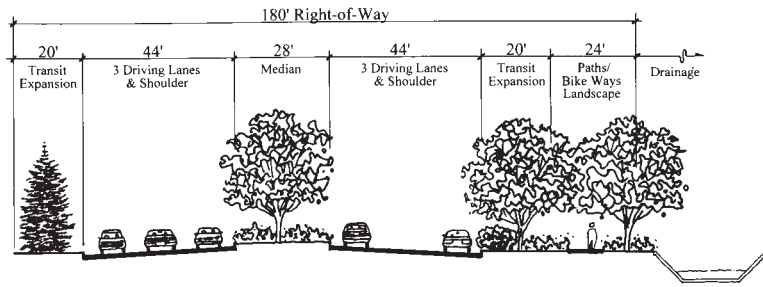 180' Right-of-Way
20'
44'
28'
44'
20'
24'
Transit
Expansion
3 Driving Lanes
& Shoulder
Median
3 Driving Lanes
& Shoulder
Transit
Expansion
Paths/
Bike Ways
Landscape
Drainage